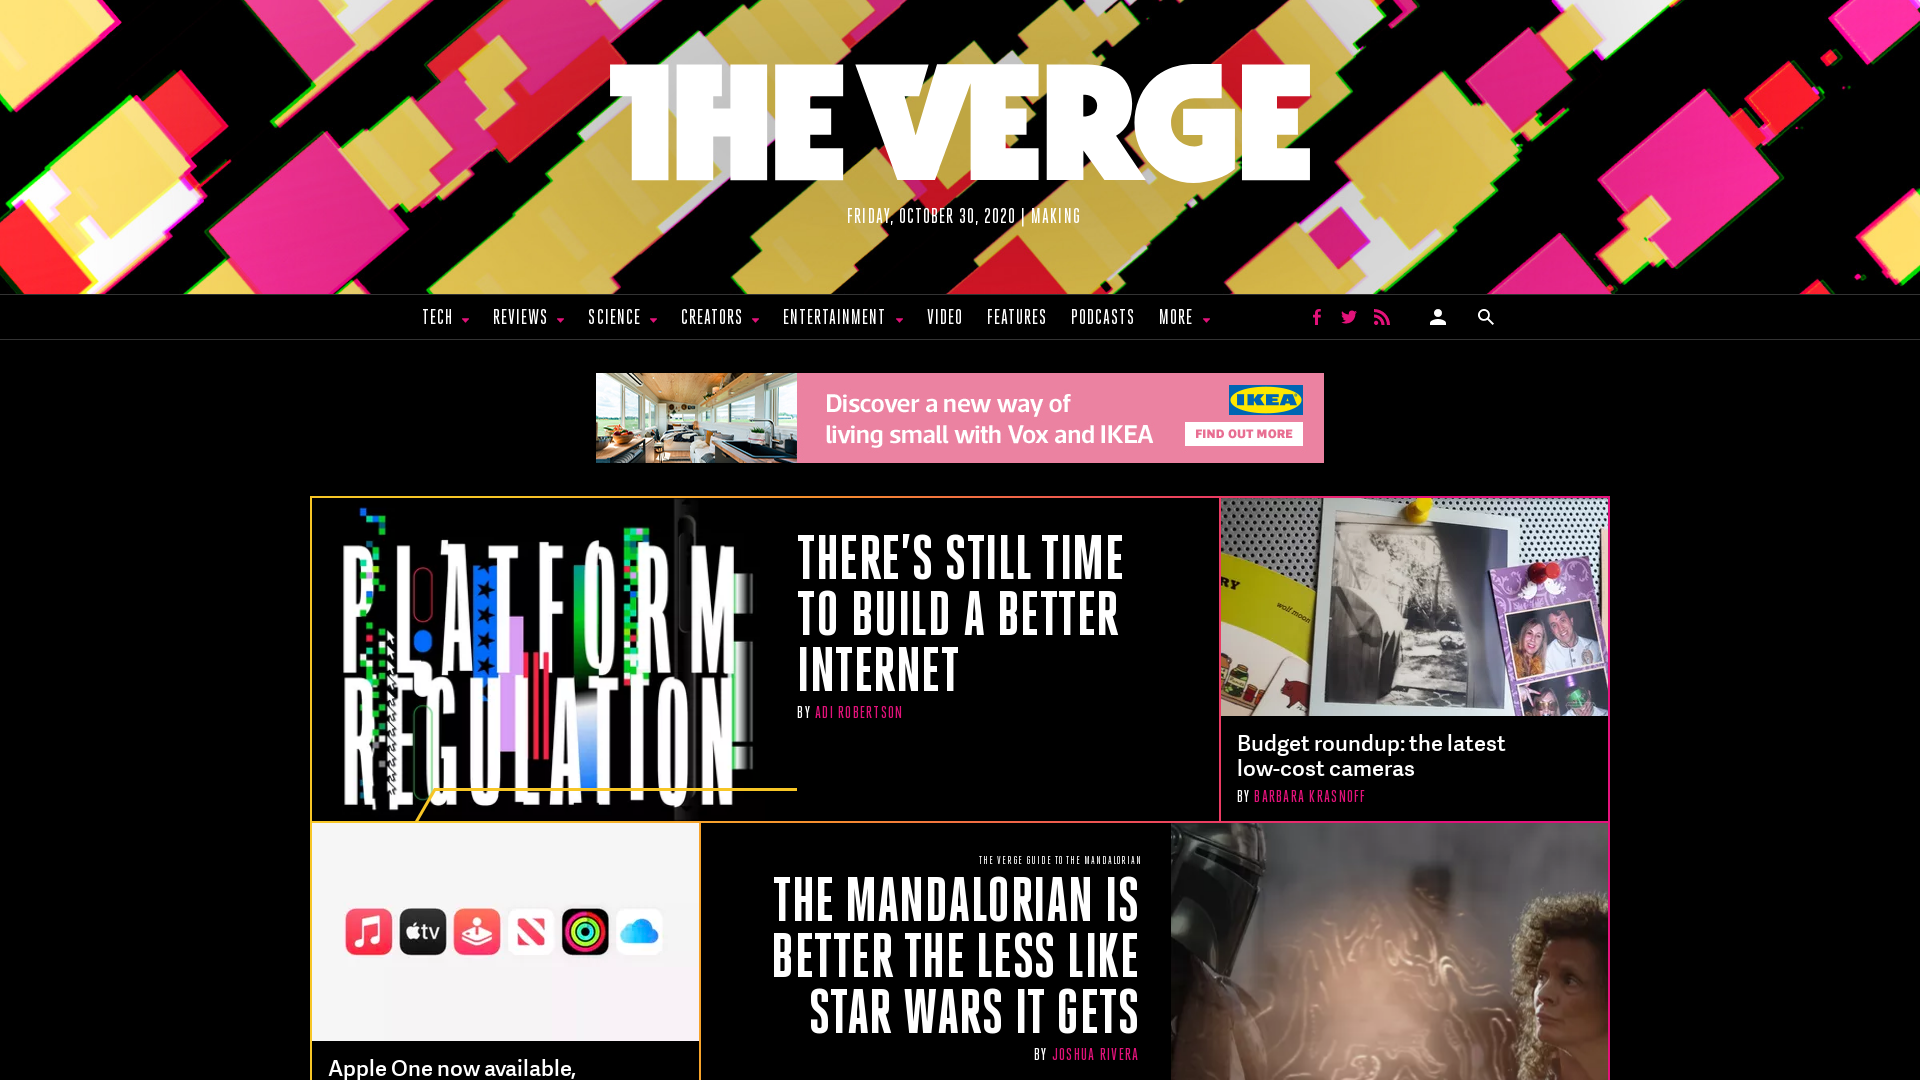 THE VERGE
FRIDAY, OCTOBER 30, 2020 | MAKING
TECH REVIEWS SCIENCE CREATORS ENTERTAINMENT VIDEO FEATURES PODCASTS MORE
Discover a new way of
living small with Vox and IKEA
IKEA
FIND OUT MORE
PLATFORM
REGULATION
THERE'S STILL TIME
TO BUILD A BETTER
INTERNET
BY ADI ROBERTSON
RY
wolf moon
Budget roundup: the latest
low-cost cameras
BY BARBARA KRASNOFF
tv
THE VERGE GUIDE TO THE MANDALORIAN
THE MANDALORIAN IS
BETTER THE LESS LIKE
STAR WARS IT GETS
BY JOSHUA RIVERA
Apple One now available,